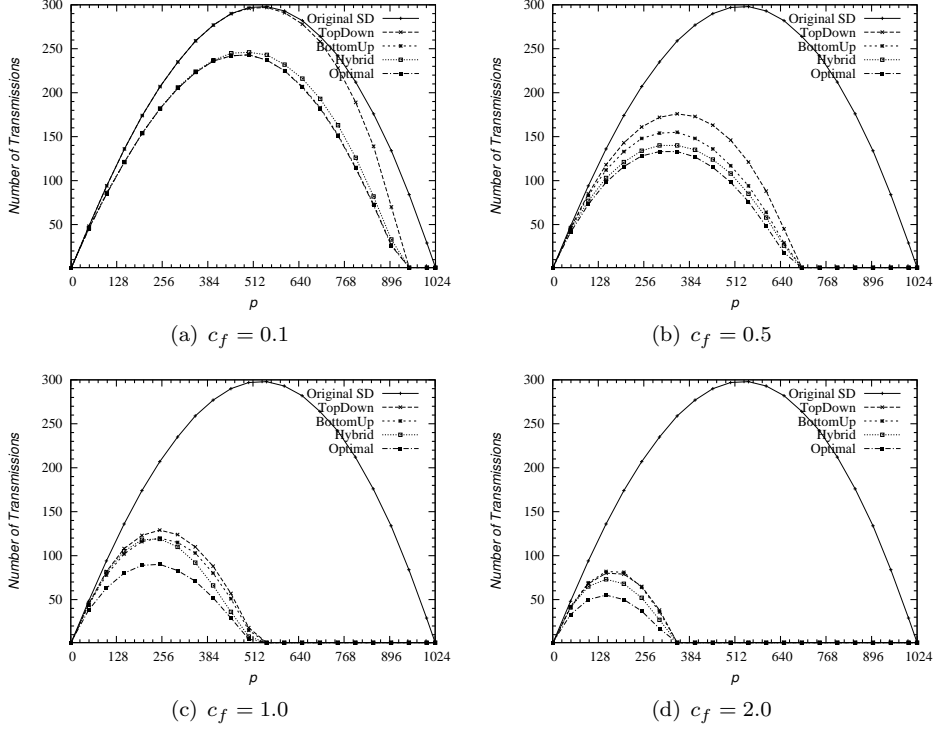 300
250
200
150
100
50
Number of Transmissions
Original SD
TopDown
BottomUp
Hybrid
Optimal
0 128 256 384 512 640 768 896 1024
p
(a) c_f = 0.1
300
250
200
150
100
50
Number of Transmissions
Original SD
TopDown
BottomUp
Hybrid
Optimal
0 128 256 384 512 640 768 896 1024
p
(b) c_f = 0.5
300
250
200
150
100
50
Number of Transmissions
Original SD
TopDown
BottomUp
Hybrid
Optimal
0 128 256 384 512 640 768 896 1024
p
(c) c_f = 1.0
300
250
200
150
100
50
Number of Transmissions
Original SD
TopDown
BottomUp
Hybrid
Optimal
0 128 256 384 512 640 768 896 1024
p
(d) c_f = 2.0